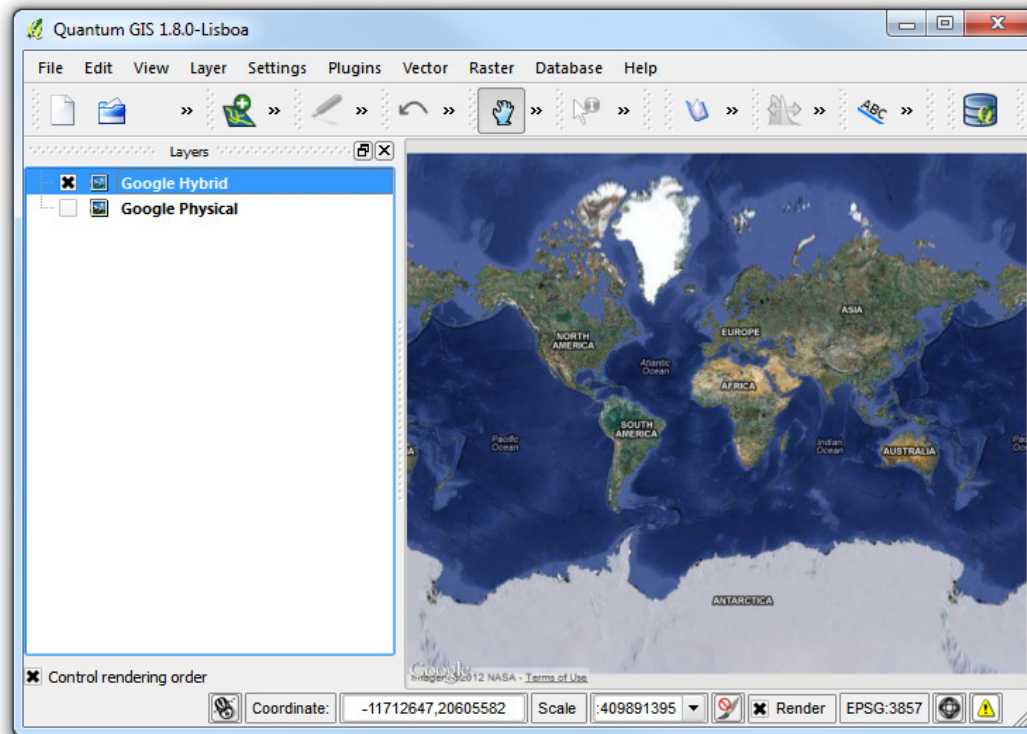 Quantum GIS 1.8.0-Lisboa
File Edit View Layer Settings Plugins Vector Raster Database Help
ABC
Layers
Google Hybrid
Google Physical
NORTH
AMERICA
EUROPE
ASIA
Atlantic
Ocean
AFRICA
SOUTH
AMERICA
Pacific
Ocean
Indian
Ocean
AUSTRALIA
ANTARCTICA
Google
2012 NASA - Terms of Use
Control rendering order
Coordinate: -11712647,20605582 Scale :409891395 Render EPSG:3857